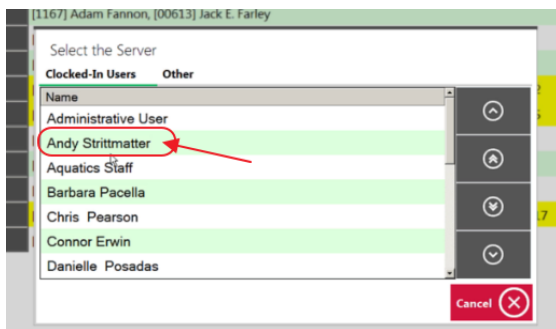 [1167] Adam Fannon, [00613] Jack E. Farley
Select the Server
Clocked-In Users Other
Name
Administrative User
Andy Strittmatter
Aquatics Staff
Barbara Pacella
Chris Pearson
Connor Erwin
Danielle Posadas
Cancel